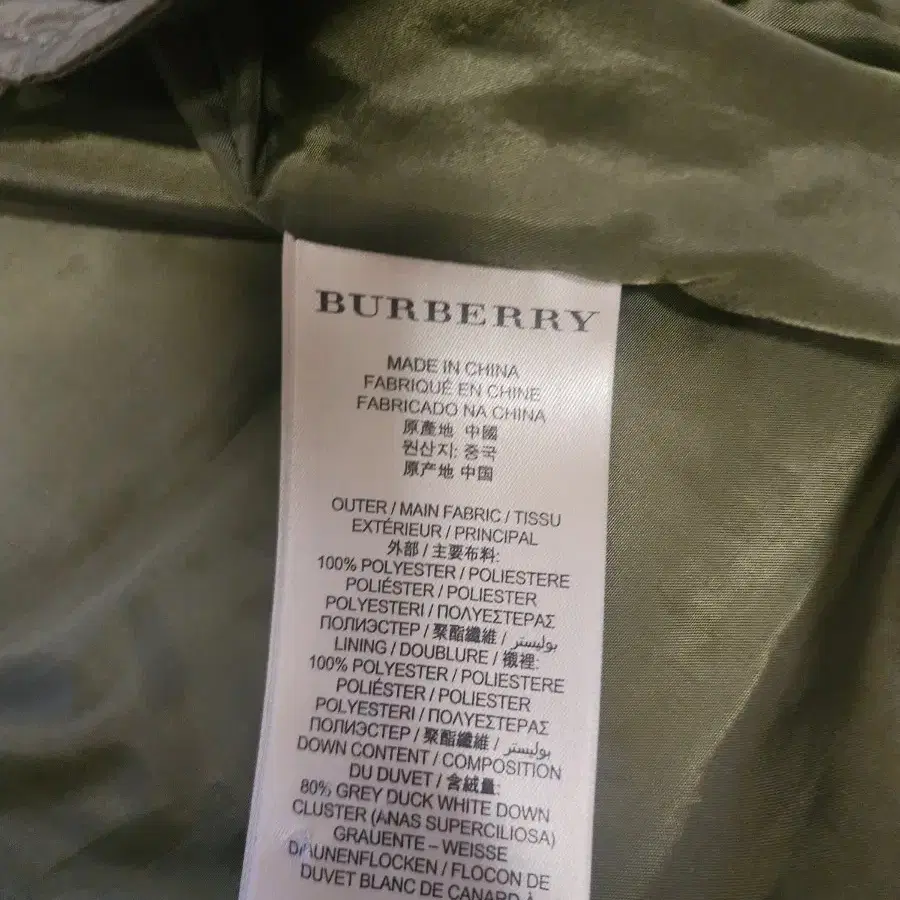 BURBERRY
MADE IN CHINA
FABRIQUÉ EN CHINE
FABRICADO NA CHINA
原產地 中國
원산지: 중국
原产地 中国
OUTER / MAIN FABRIC / TISSU
EXTÉRIEUR / PRINCIPAL
外部 / 主要布料:
100% POLYESTER / POLIESTERE
POLIÉSTER / POLIESTER
POLYESTERI / ΠΟΛΥΕΣΤΕΡΑΣ
ПОЛИЭСТЕР / 聚酯纖維 / بوليستر
LINING / DOUBLURE / 襯裡:
100% POLYESTER / POLIESTERE
POLIÉSTER / POLIESTER
POLYESTERI / ΠΟΛΥΕΣΤΕΡΑΣ
ПОЛИЭСТЕР / 聚酯纖維 / بوليستر
DOWN CONTENT / COMPOSITION
DU DUVET / 含絨量:
80% GREY DUCK WHITE DOWN
CLUSTER (ANAS SUPERCILIOSA)
GRAUENTE – WEISSE
DAUNENFLOCKEN / FLOCON DE
DUVET BLANC DE CANARD À